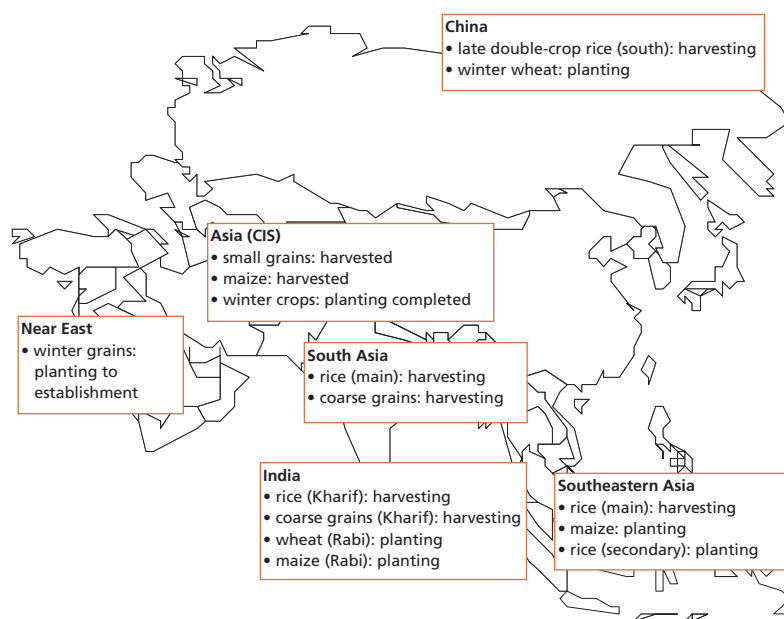 China
• late double-crop rice (south): harvesting
• winter wheat: planting
Asia (CIS)
• small grains: harvested
• maize: harvested
• winter crops: planting completed
Near East
• winter grains:
planting to
establishment
South Asia
• rice (main): harvesting
• coarse grains: harvesting
India
• rice (Kharif): harvesting
• coarse grains (Kharif): harvesting
• wheat (Rabi): planting
• maize (Rabi): planting
Southeastern Asia
• rice (main): harvesting
• maize: planting
• rice (secondary): planting